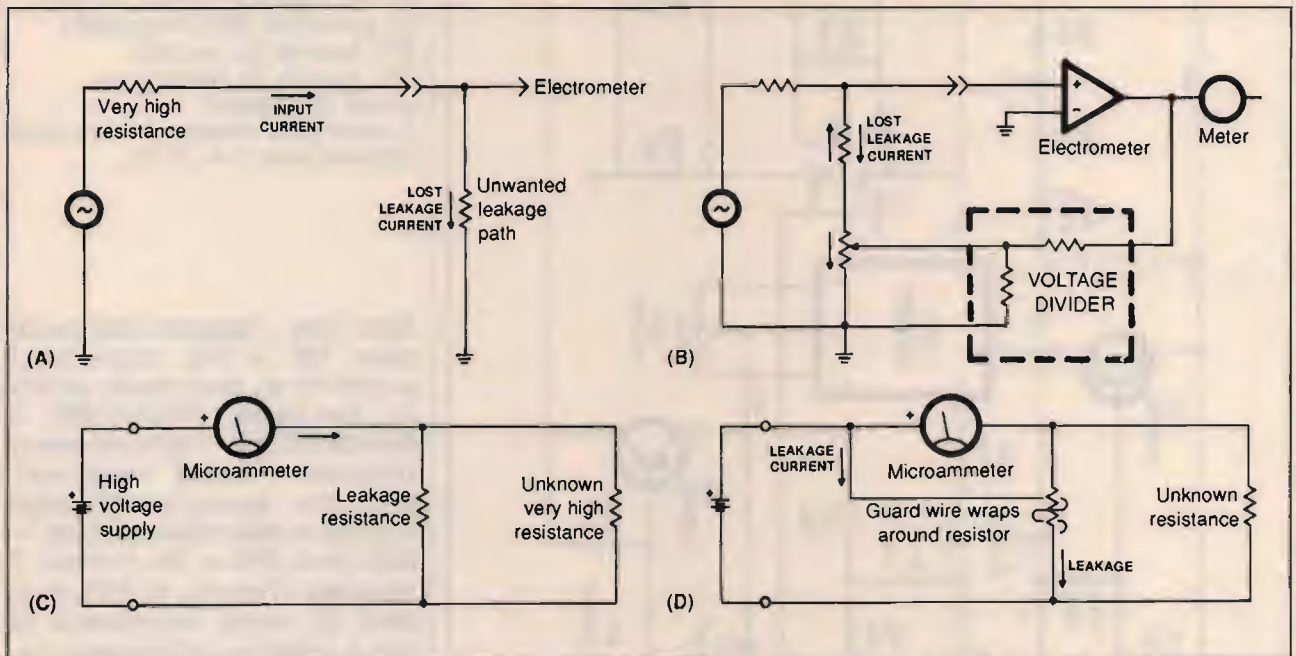 Very high
resistance
INPUT
CURRENT
Electrometer
LOST
LEAKAGE
CURRENT
Unwanted
leakage
path
~
(A)
LOST
LEAKAGE
CURRENT
+
-
Electrometer
Meter
~
VOLTAGE
DIVIDER
(B)
+
Microammeter
+
High
voltage
supply
Leakage
resistance
Unknown
very high
resistance
(C)
+
LEAKAGE
CURRENT
Microammeter
+
Guard wire wraps
around resistor
Unknown
resistance
LEAKAGE
(D)